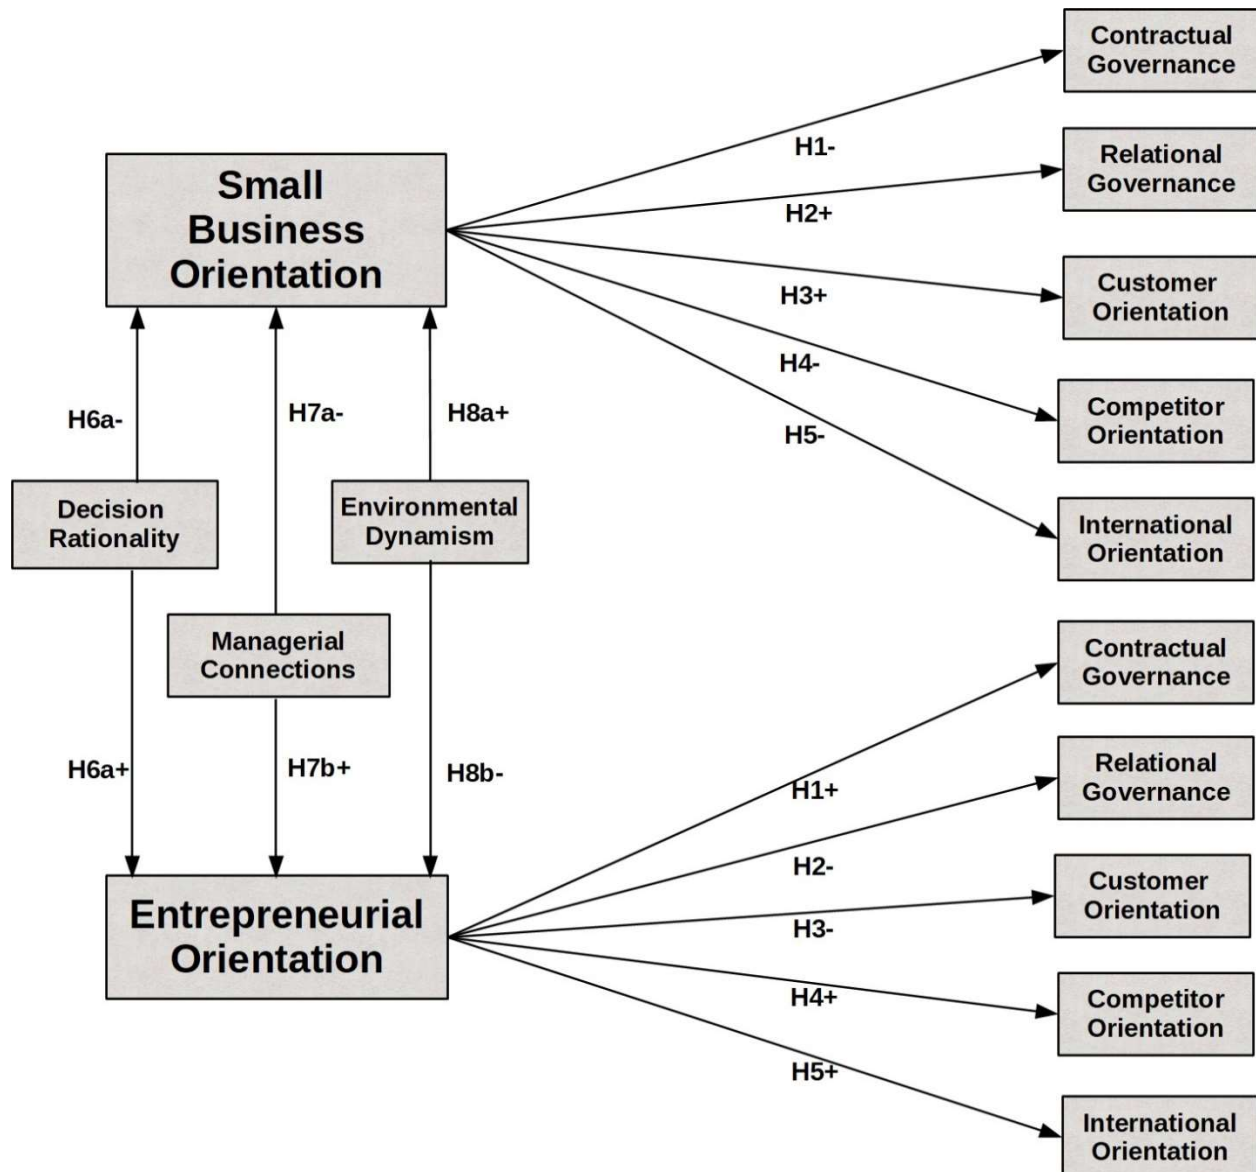 Contractual
Governance
H1-
Relational
Governance
H2+
Small
Business
Orientation
Customer
Orientation
H3+
H4-
Competitor
Orientation
H5-
H6a-
H7a-
H8a+
Decision
Rationality
Environmental
Dynamism
International
Orientation
Managerial
Connections
Contractual
Governance
H6a+
H7b+
H8b-
H1+
Relational
Governance
H2-
Entrepreneurial
Orientation
Customer
Orientation
H3-
H4+
Competitor
Orientation
H5+
International
Orientation